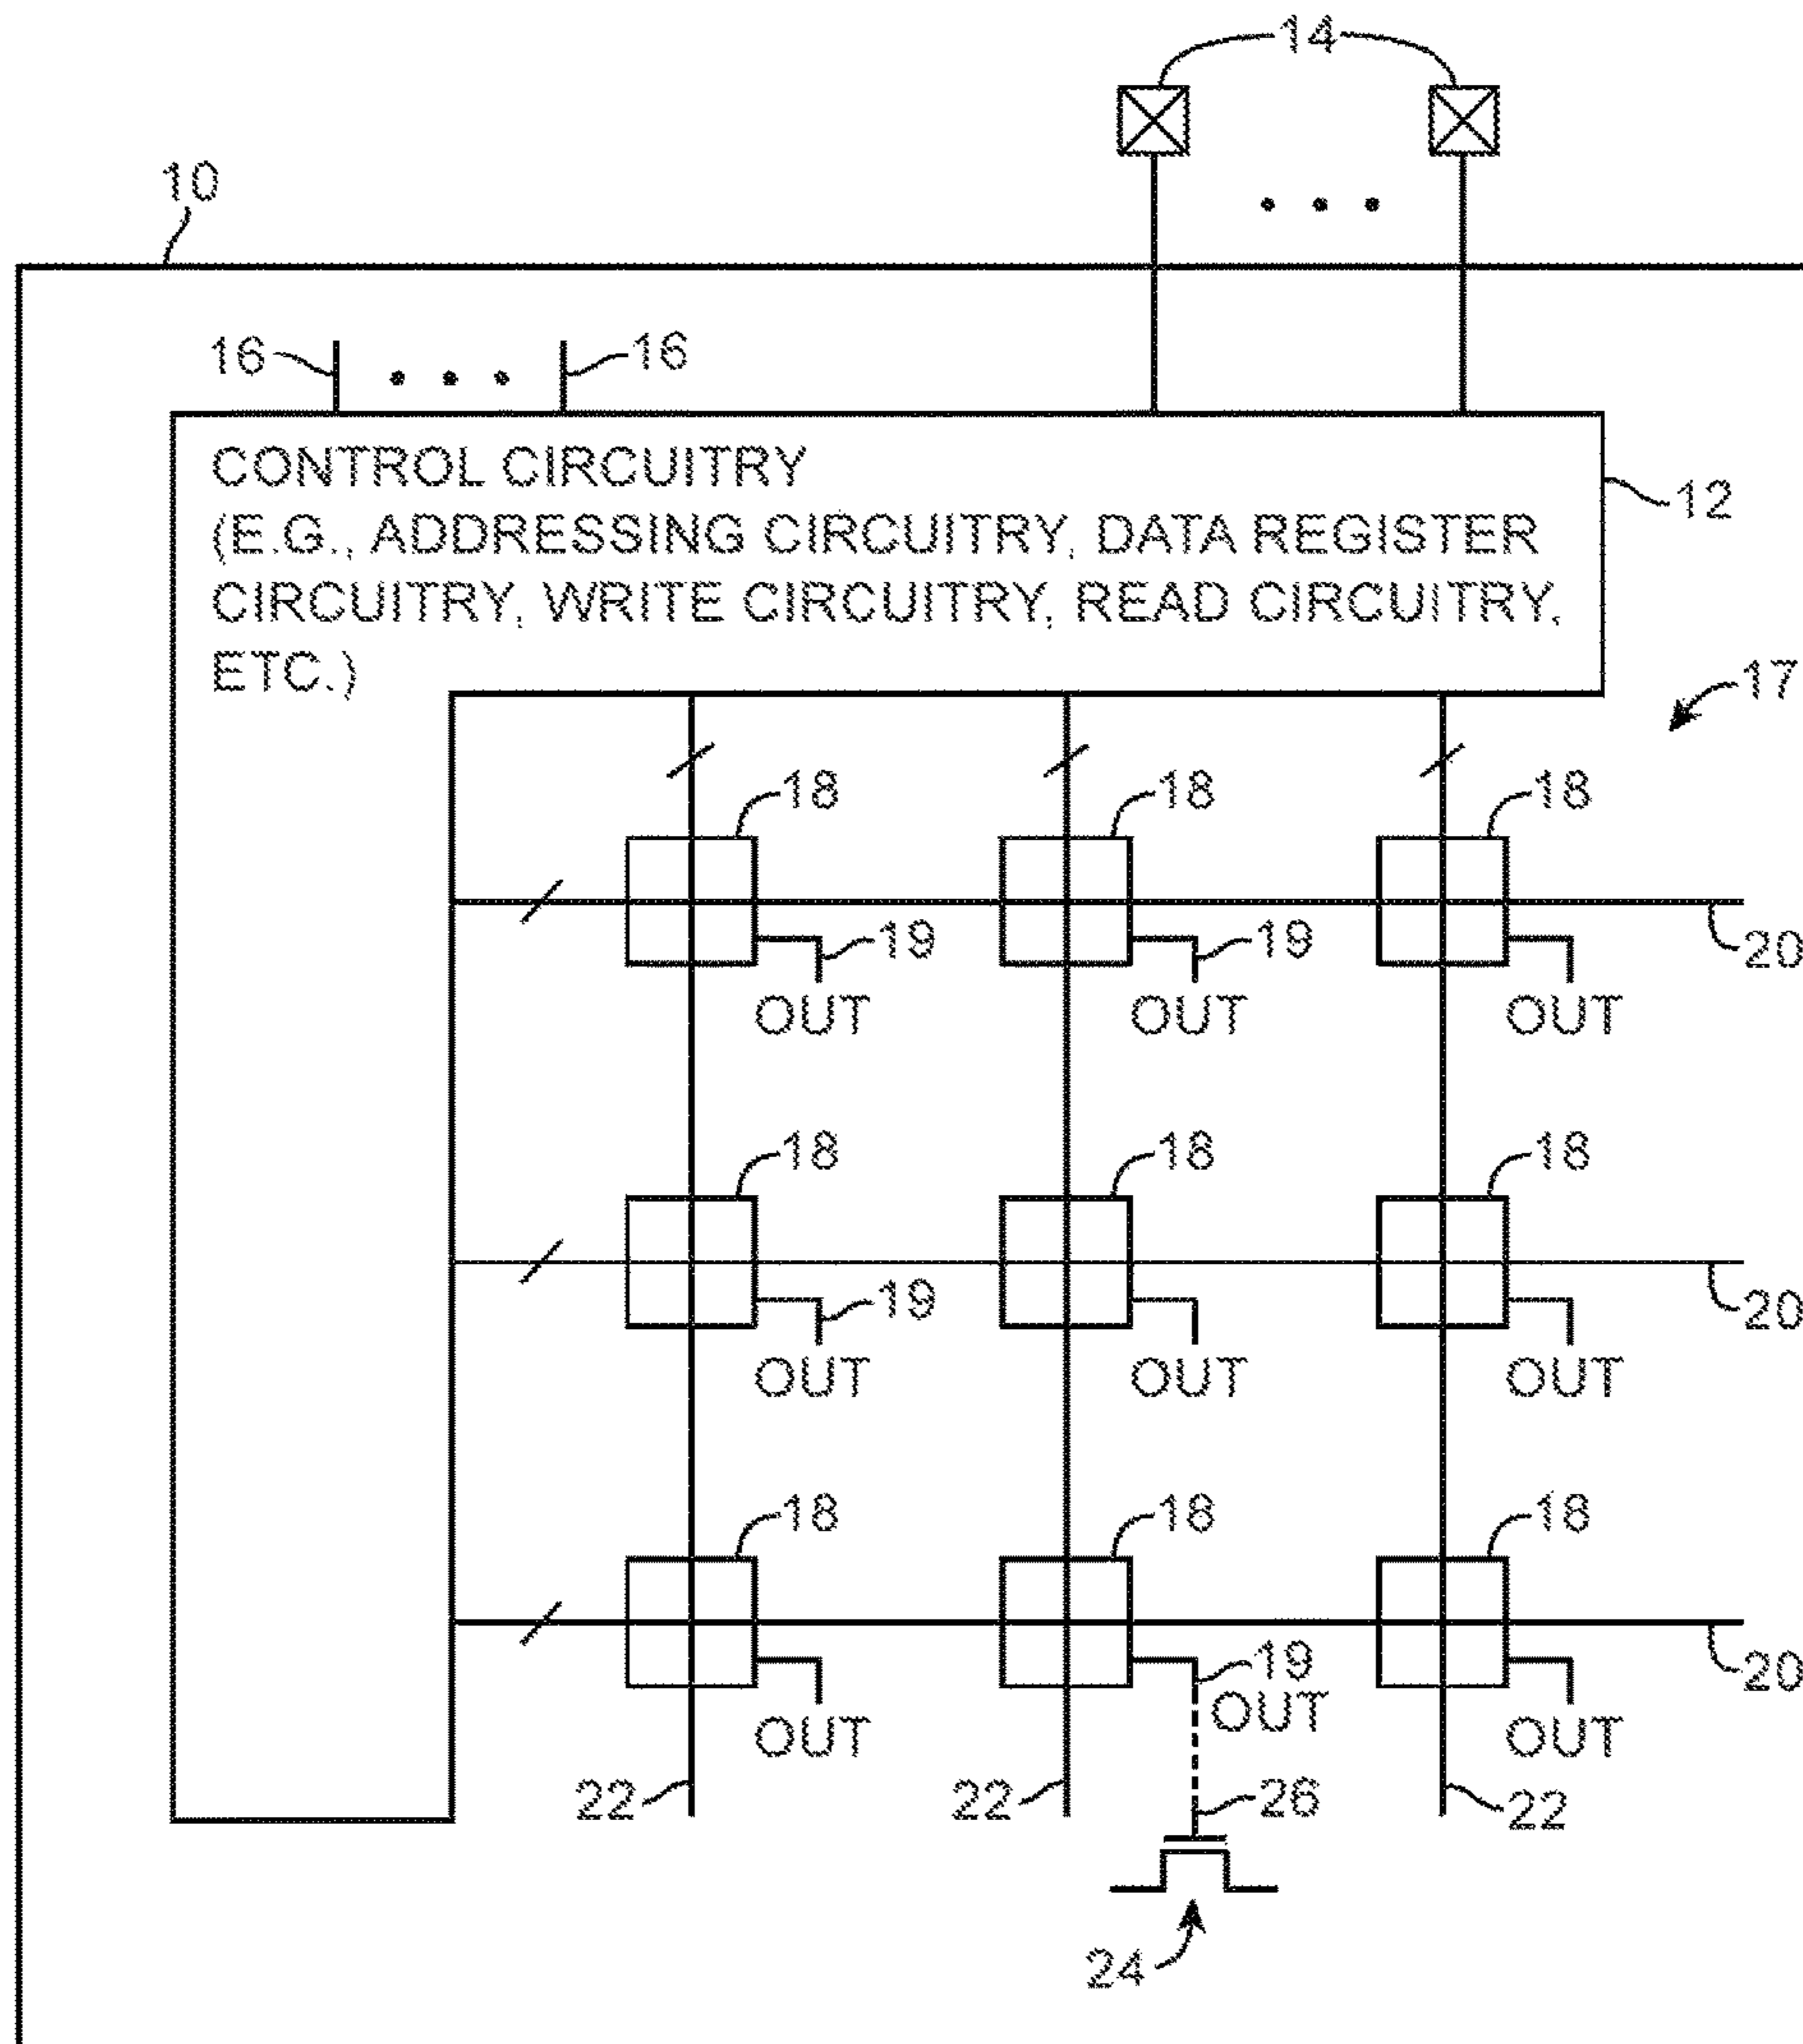 14
10
16
16
CONTROL CIRCUITRY
(E.G., ADDRESSING CIRCUITRY, DATA REGISTER
CIRCUITRY, WRITE CIRCUITRY, READ CIRCUITRY,
ETC.)
12
17
18 18 18
19 19
20
OUT OUT OUT
18 18 18
19
20
OUT OUT OUT
18 18 18
19
20
OUT OUT OUT
22 22 26 22
24